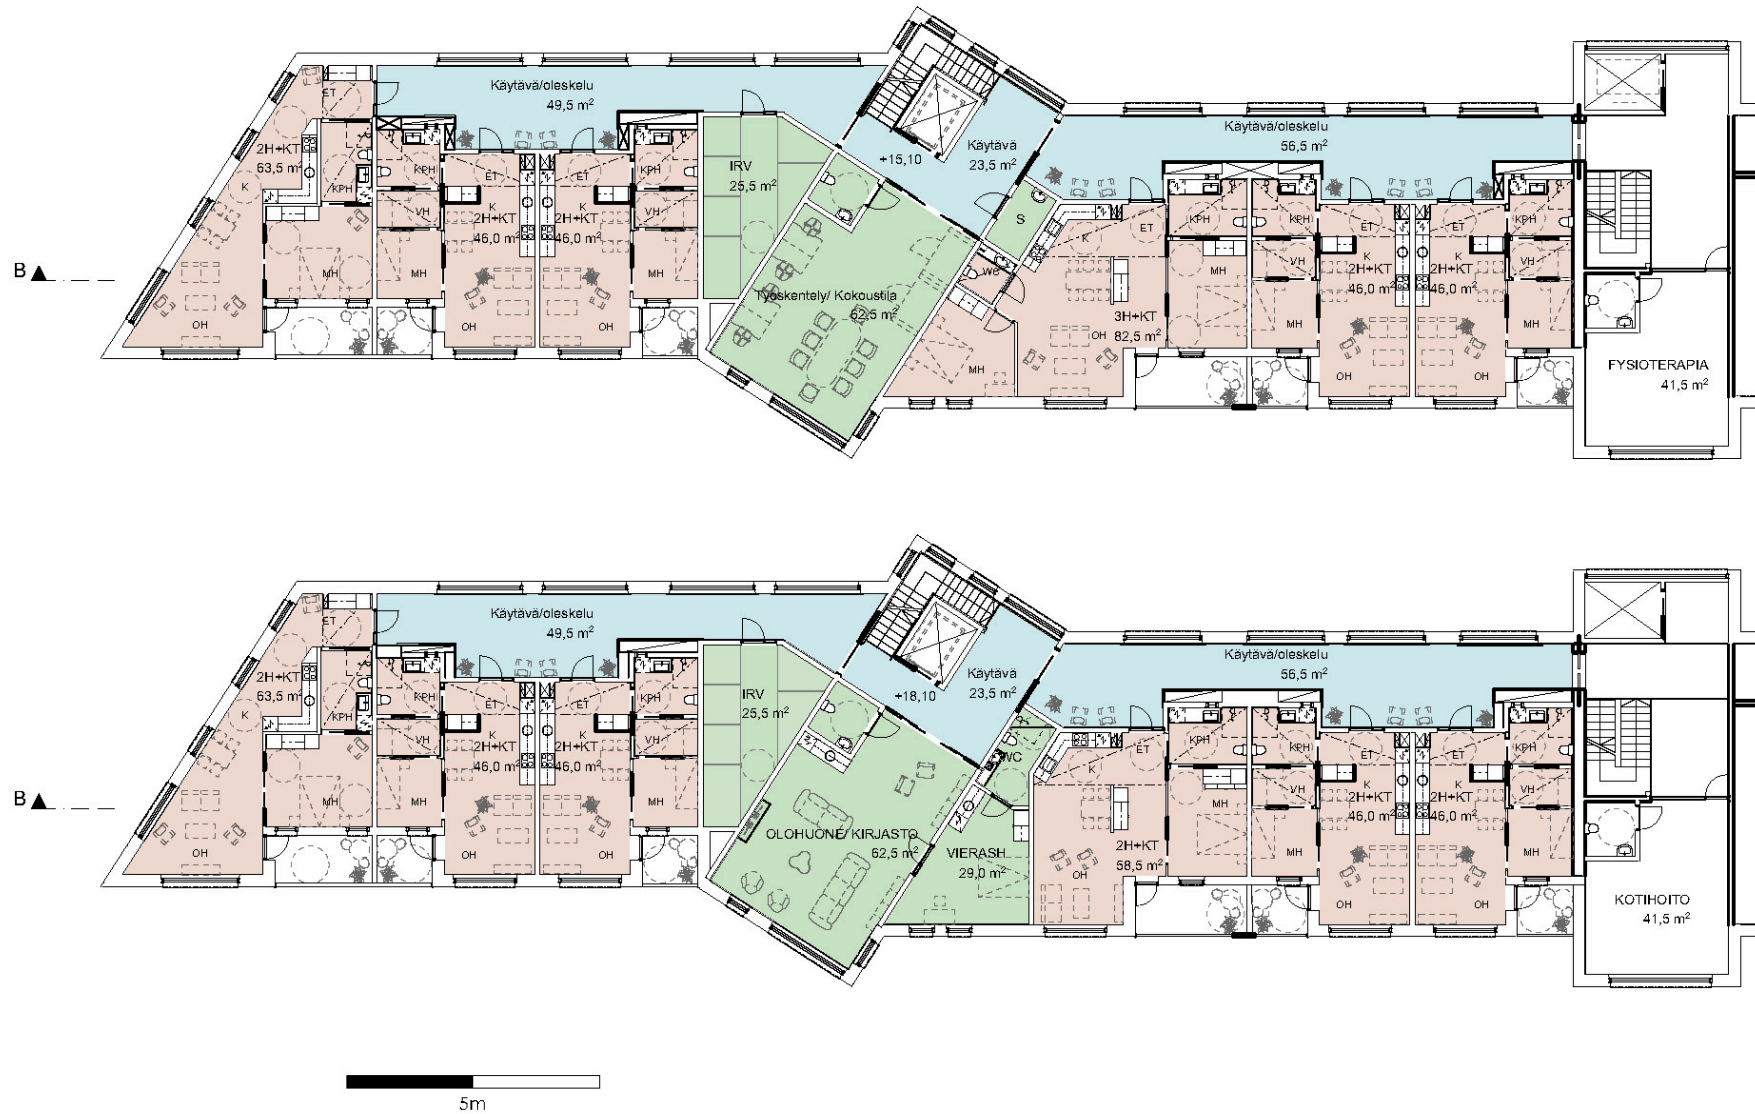 Käytävä/oleskelu
49,5 m²
ET
2H+KT
63,5 m²
K
KPH
MH
OH
KPH
VH
MH
ET
K
2H+KT
46,0 m²
OH
ET
K
2H+KT
46,0 m²
OH
KPH
VH
MH
IRV
25,5 m²
+15,10
Käytävä
23,5 m²
S
WC
Työskentely/ Kokoustila
62,5 m²
MH
Käytävä/oleskelu
56,5 m²
K
ET
KPH
MH
3H+KT
82,5 m²
OH
KPH
VH
MH
ET
K
2H+KT
46,0 m²
OH
ET
K
2H+KT
46,0 m²
OH
KPH
VH
MH
FYSIOTERAPIA
41,5 m²
B
Käytävä/oleskelu
49,5 m²
ET
2H+KT
63,5 m²
K
KPH
MH
OH
KPH
VH
MH
ET
K
2H+KT
46,0 m²
OH
ET
K
2H+KT
46,0 m²
OH
KPH
VH
MH
IRV
25,5 m²
+18,10
Käytävä
23,5 m²
WC
OLOHUONE/ KIRJASTO
62,5 m²
VIERASH
29,0 m²
Käytävä/oleskelu
56,5 m²
K
ET
KPH
MH
2H+KT
58,5 m²
OH
KPH
VH
MH
ET
K
2H+KT
46,0 m²
OH
ET
K
2H+KT
46,0 m²
OH
KPH
VH
MH
KOTIHOITO
41,5 m²
B
5m